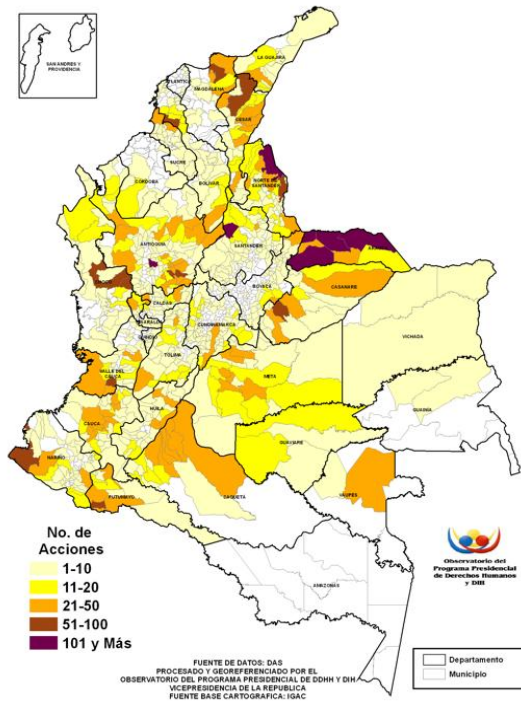 SAN ANDRES Y
PROVIDENCIA
LA GUAJIRA
MAGDALENA
CESAR
SUCRE
CORDOBA
BOLIVAR
NORTE DE
SANTANDER
ANTIOQUIA
SANTANDER
BOYACA
CASANARE
CALDAS
CUNDINAMARCA
VICHADA
TOLIMA
VALLE DEL
CAUCA
META
GUAINIA
HUILA
CAUCA
GUAVIARE
NARIÑO
PUTUMAYO
CAQUETA
VAUPES
AMAZONAS
No. de
Acciones
1-10
11-20
21-50
51-100
101 y Más
Observatorio del
Programa Presidencial
de Derechos Humanos
y DIH
Departamento
Municipio
FUENTE DE DATOS: DAS
PROCESADO Y GEOREFERENCIADO POR EL
OBSERVATORIO DEL PROGRAMA PRESIDENCIAL DE DDHH Y DIH
VICEPRESIDENCIA DE LA REPUBLICA
FUENTE BASE CARTOGRAFICA: IGAC